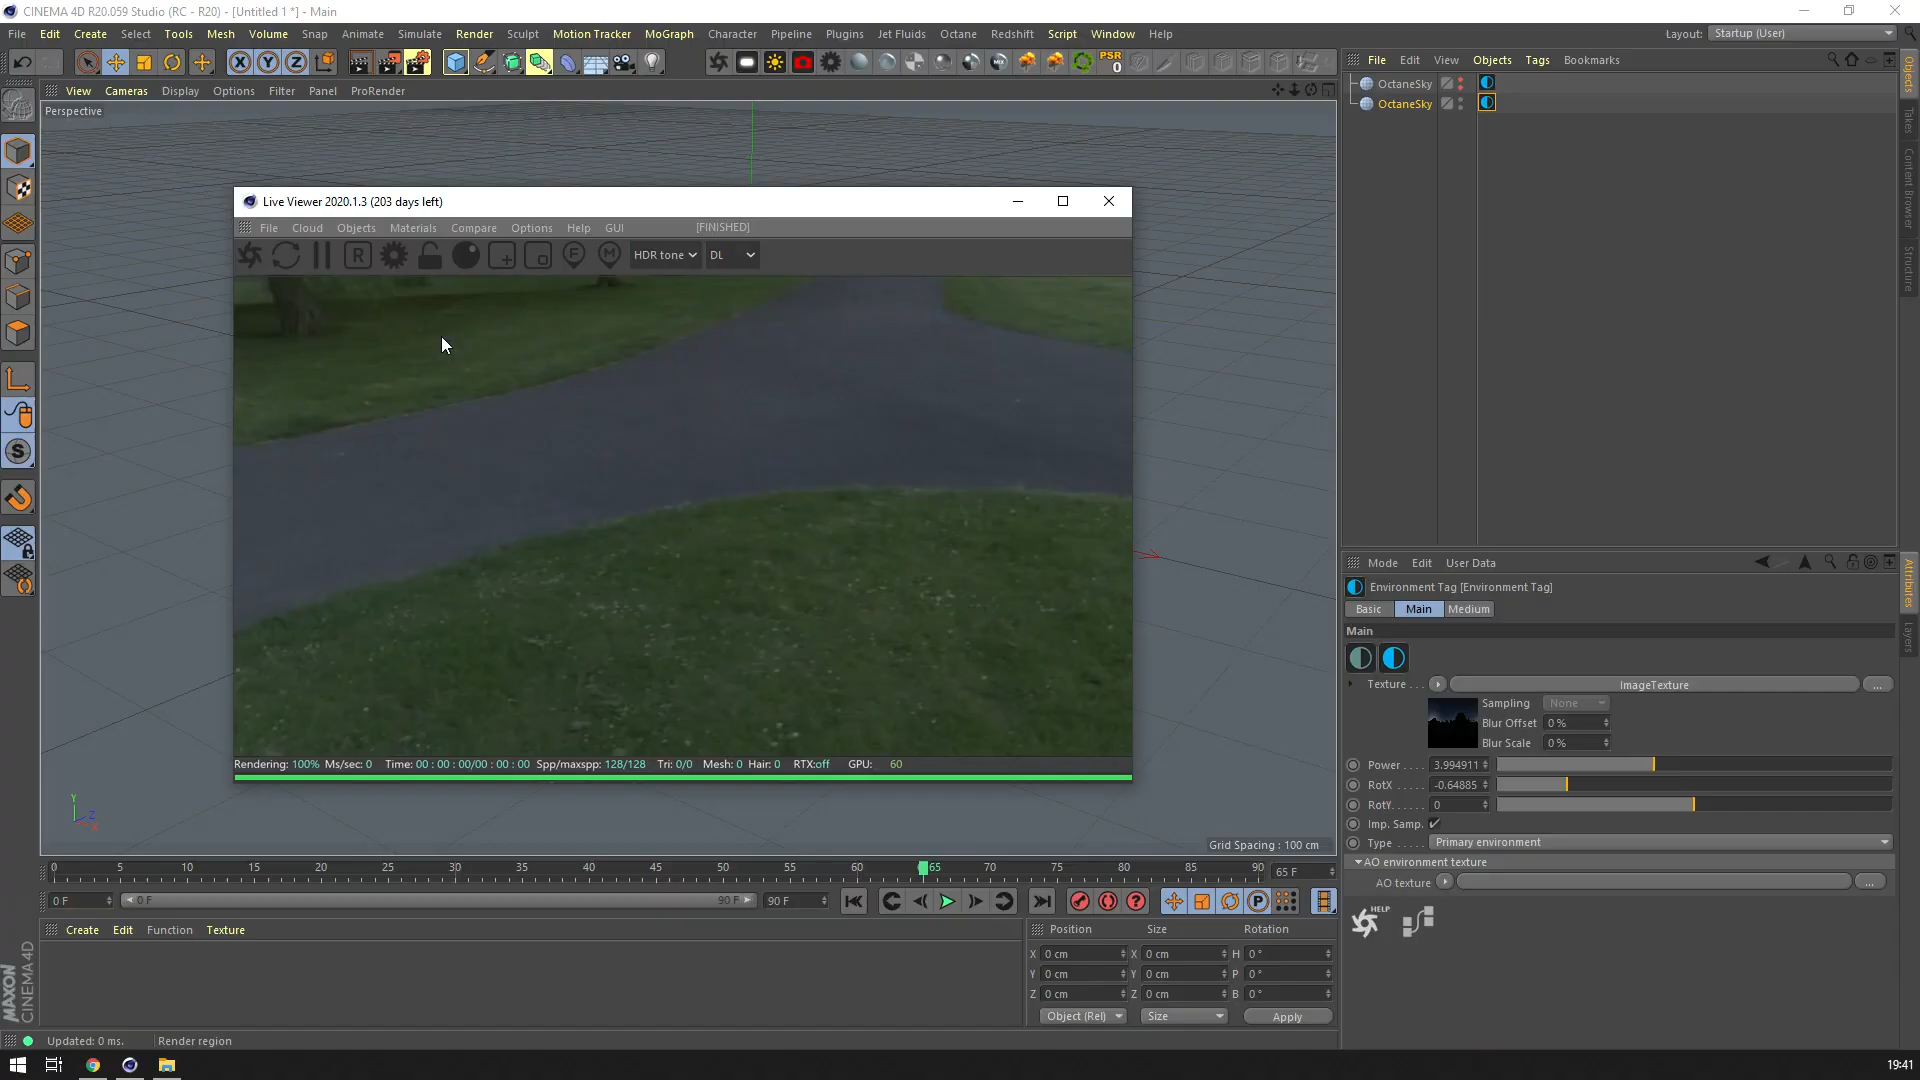 CINEMA 4D R20.059 Studio (RC - R20) - [Untitled 1 *] - Main
File Edit Create Select Tools Mesh Volume Snap Animate Simulate Render Sculpt Motion Tracker MoGraph Character Pipeline Plugins Jet Fluids Octane Redshift Script Window Help Layout: Startup (User)
PSR
0
File Edit View Objects Tags Bookmarks
View Cameras Display Options Filter Panel ProRender
Perspective
OctaneSky
OctaneSky
Objects
Takes
Content Browser
Structure
Live Viewer 2020.1.3 (203 days left)
File Cloud Objects Materials Compare Options Help GUI [FINISHED]
R HDR tone DL
Rendering: 100% Ms/sec: 0 Time: 00 : 00 : 00/00 : 00 : 00 Spp/maxspp: 128/128 Tri: 0/0 Mesh: 0 Hair: 0 RTX:off GPU: 60
Grid Spacing : 100 cm
Y
Z
X
Mode Edit User Data
Environment Tag [Environment Tag]
Basic Main Medium
Main
Texture . . . ImageTexture ...
Sampling None
Blur Offset 0 %
Blur Scale 0 %
Power . . . . 3.994911
RotX . . . . . -0.64885
RotY. . . . . . 0
Imp. Samp.
Type . . . . . Primary environment
AO environment texture
AO texture ...
HELP
Attributes
Layers
0 5 10 15 20 25 30 35 40 45 50 55 60 65 70 75 80 85 90 65 F
0 F 0 F 90 F 90 F
Create Edit Function Texture
Position Size Rotation
X 0 cm X 0 cm H 0 °
Y 0 cm Y 0 cm P 0 °
Z 0 cm Z 0 cm B 0 °
Object (Rel) Size Apply
MAXON
CINEMA 4D
Updated: 0 ms. Render region
19:41